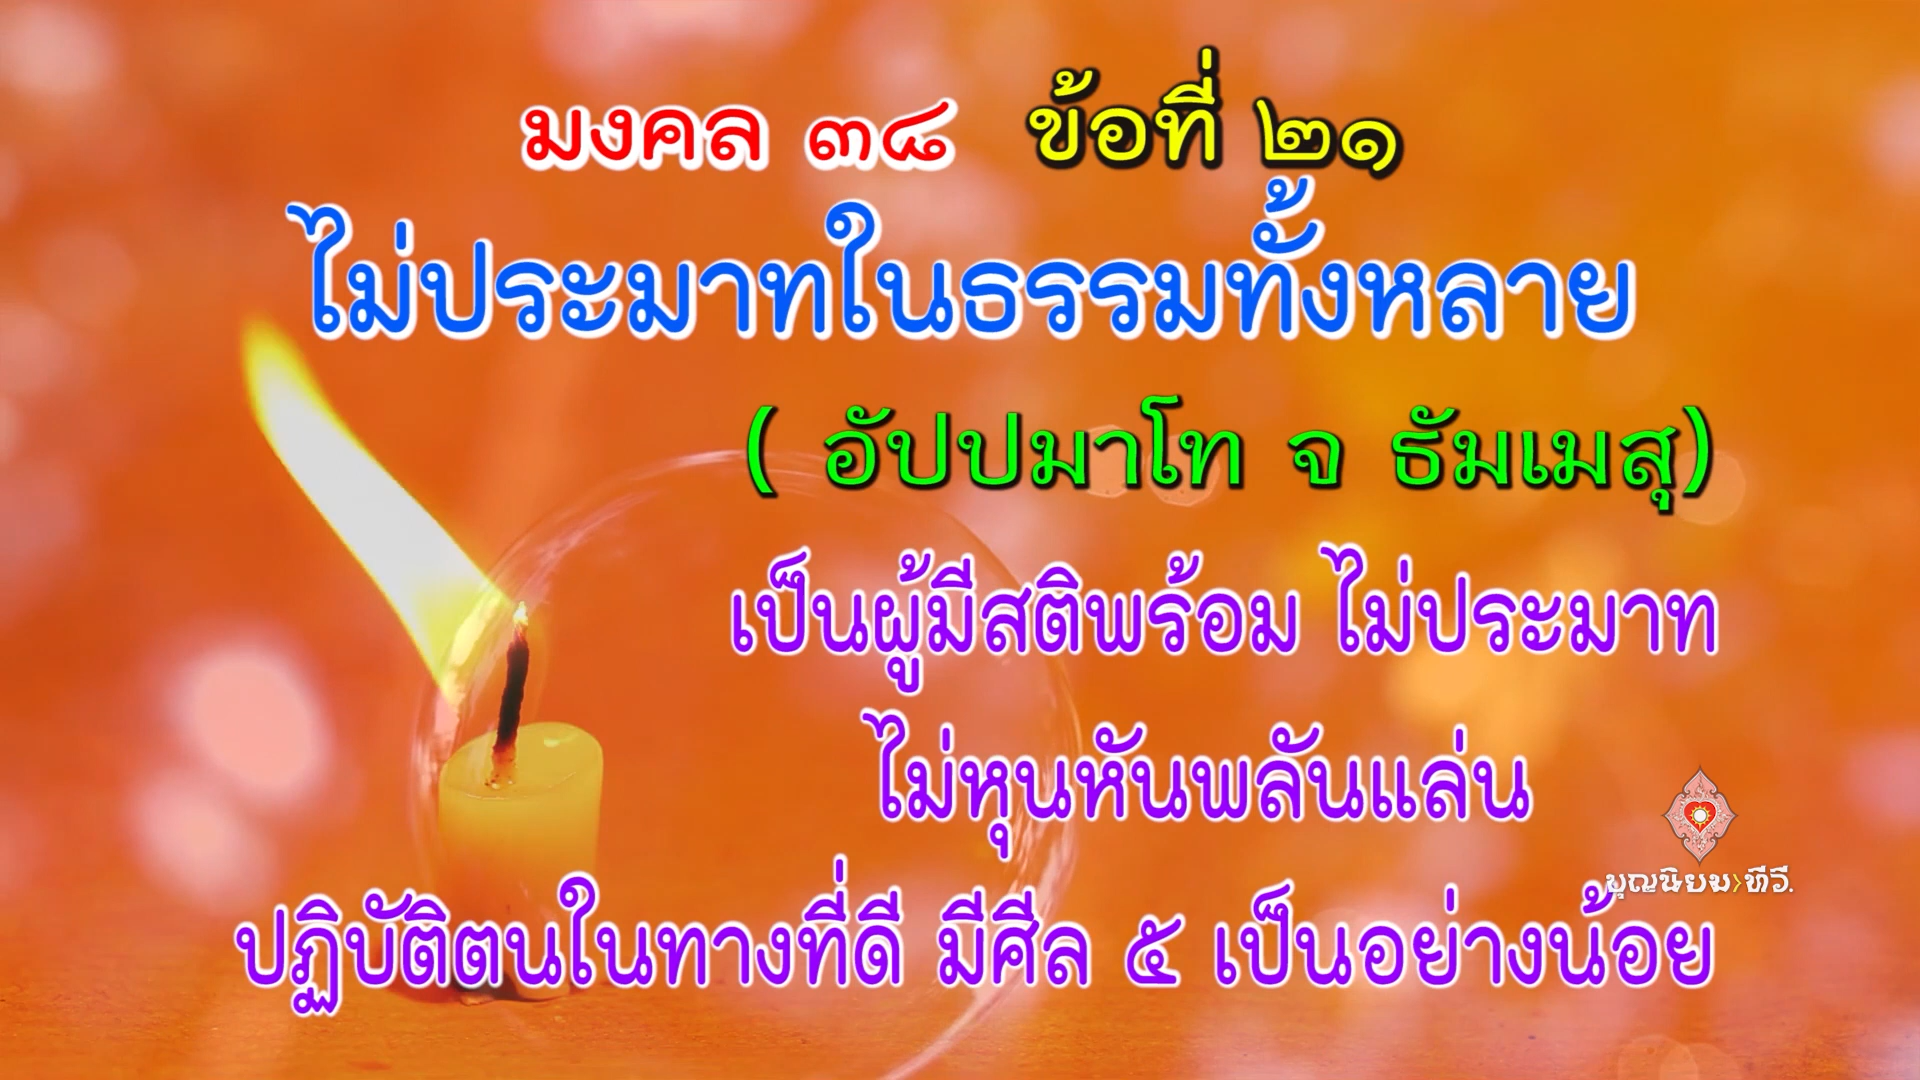 มงคล ๓๘ ข้อที่ ๒๑
ไม่ประมาทในธรรมทั้งหลาย
( อัปปมาโท จ ธัมเมสุ)
เป็นผู้มีสติพร้อม ไม่ประมาท
ไม่หุนหันพลันแล่น
บุญนิยม›ทีวี.
ปฏิบัติตนในทางที่ดี มีศีล ๕ เป็นอย่างน้อย